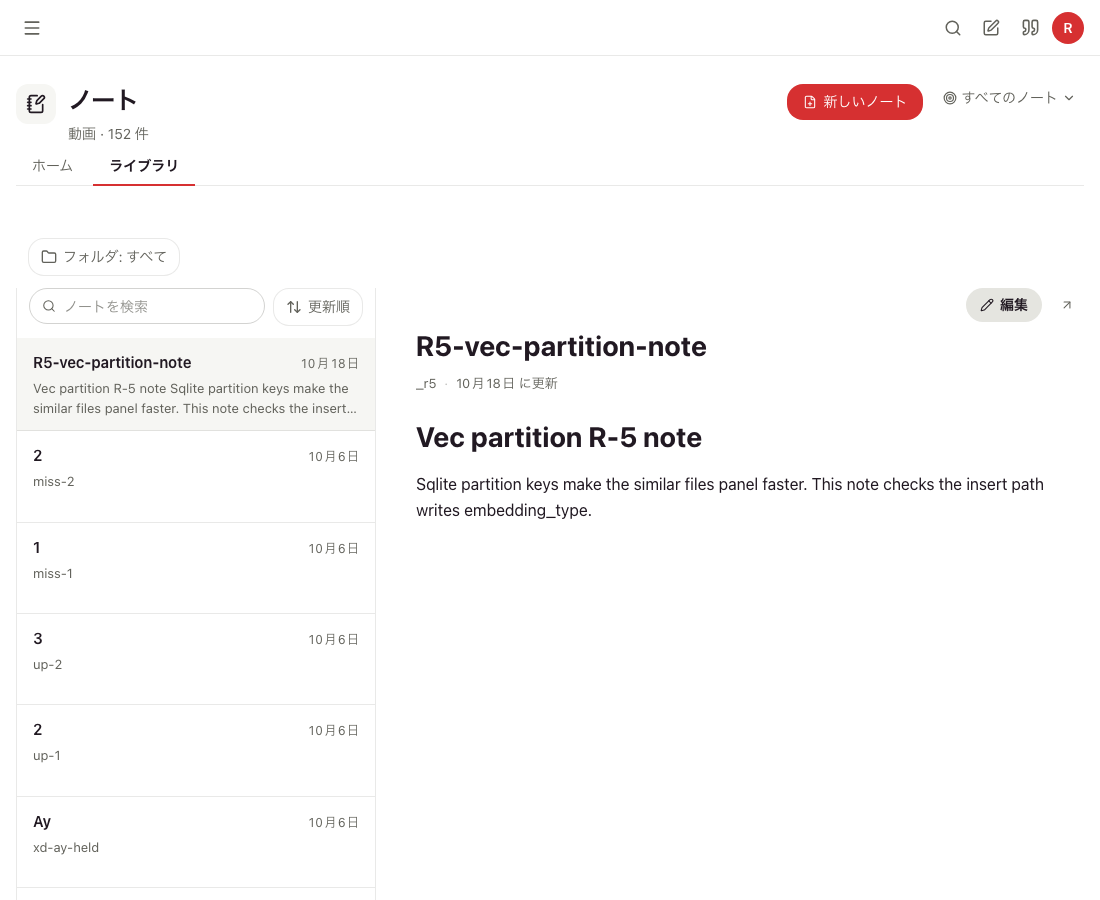 R
ノート
動画 · 152 件
新しいノート
すべてのノート
ホーム
ライブラリ
フォルダ: すべて
ノートを検索
更新順
R5-vec-partition-note
10月18日
Vec partition R-5 note Sqlite partition keys make the
similar files panel faster. This note checks the insert…
2
10月6日
miss-2
1
10月6日
miss-1
3
10月6日
up-2
2
10月6日
up-1
Ay
10月6日
xd-ay-held
編集
R5-vec-partition-note
_r5 · 10月18日 に更新
Vec partition R-5 note
Sqlite partition keys make the similar files panel faster. This note checks the insert path
writes embedding_type.